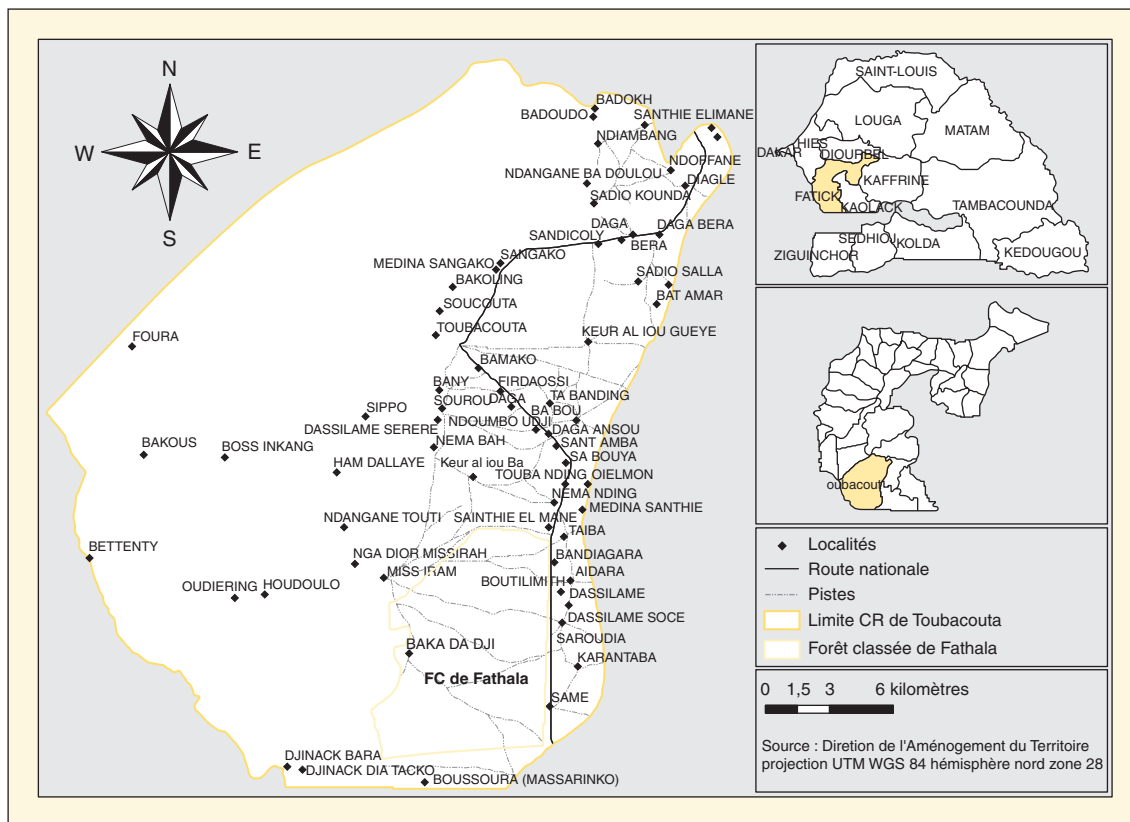 N
W
E
S
BADOKH
BADOUDO
SANTHIE ELIMANE
NDIAMBANG
NDOFFANE
NDANGANE BA DOULOU
DIAGLE
SADIO KOUNDA
DAGA
DAGA BERA
SANDICOLY
BERA
SANGAKO
MEDINA SANGAKO
SADIO SALLA
BAKOLING
BAT AMAR
SOUCOUTA
TOUBACOUTA
KEUR AL IOU GUEYE
FOURA
BAMAKO
BANY
FIRDAOSSI
SOUROU
DAGA
TA BANDING
SIPPO
BA BOU
DASSILAME SERERE
NDOUMBO UDJI
DAGA ANSOU
BAKOUS
BOSS INKANG
NEMA BAH
SANT AMBA
HAM DALLAYE
Keur al iou Ba
SA BOUYA
TOUBA NDING OIELMON
NEMA NDING
MEDINA SANTHIE
NDANGANE TOUTI
SAINTHIE EL MANE
TAIBA
BETTENTY
NGA DIOR MISSIRAH
BANDIAGARA
MISS IRAM
AIDARA
OUDIERING
HOUDOULO
BOUTILIMITH
DASSILAME
DASSILAME SOCE
SAROUDIA
BAKA DA DJI
KARANTABA
FC de Fathala
SAME
DJINACK BARA
DJINACK DIA TACKO
BOUSSOURA (MASSARINKO)
SAINT-LOUIS
LOUGA
MATAM
HIES
DAKAR
DIOURBEL
KAFFRINE
FATICK
KAOLACK
TAMBACOUNDA
SEDHIOJ
KOLDA
ZIGUINCHOR
KEDOUGOU
oubacout
Localités
Route nationale
Pistes
Limite CR de Toubacouta
Forêt classée de Fathala
0 1,5 3 6 kilomètres
Source : Diretion de l'Aménogement du Territoire
projection UTM WGS 84 hémisphère nord zone 28